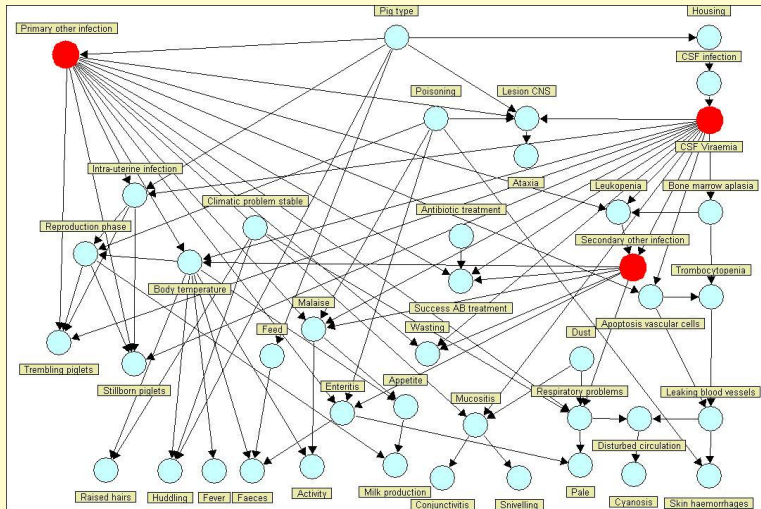 Pig type
Housing
Primary other infection
CSF infection
Poisoning
Lesion CNS
CSF Viraemia
Intra-uterine infection
Ataxia
Climatic problem stable
Leukopenia
Bone marrow aplasia
Antibiotic treatment
Reproduction phase
Secondary other infection
Trombocytopenia
Body temperature
Malaise
Success AB treatment
Apoptosis vascular cells
Feed
Wasting
Dust
Trembling piglets
Stillborn piglets
Enteritis
Appetite
Mucositis
Respiratory problems
Leaking blood vessels
Disturbed circulation
Raised hairs
Huddling
Fever
Faeces
Activity
Milk production
Conjunctivitis
Snivelling
Pale
Cyanosis
Skin haemorrhages